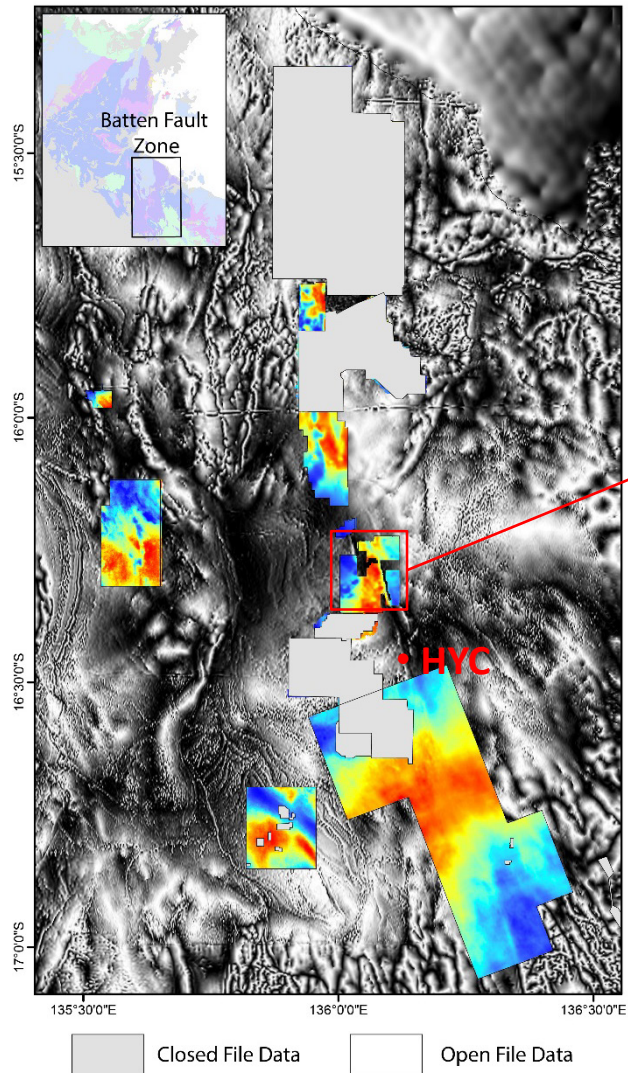 Batten Fault
Zone
15°30'0"S
16°0'0"S
HYC
16°30'0"S
17°0'0"S
135°30'0"E
136°0'0"E
136°30'0"E
Closed File Data
Open File Data